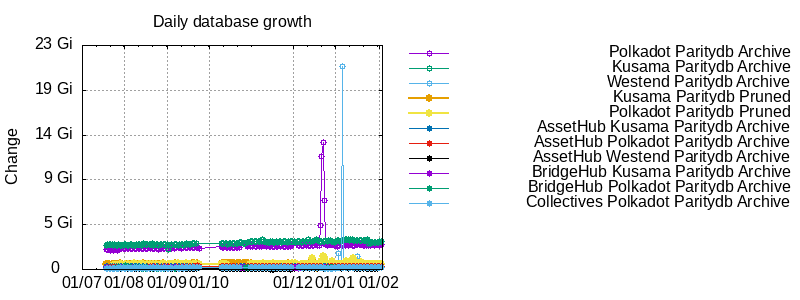 Daily database growth
23 Gi
19 Gi
14 Gi
9 Gi
5 Gi
0
Change
01/07 01/08 01/09 01/10 01/12 01/01 01/02
Polkadot Paritydb Archive
Kusama Paritydb Archive
Westend Paritydb Archive
Kusama Paritydb Pruned
Polkadot Paritydb Pruned
AssetHub Kusama Paritydb Archive
AssetHub Polkadot Paritydb Archive
AssetHub Westend Paritydb Archive
BridgeHub Kusama Paritydb Archive
BridgeHub Polkadot Paritydb Archive
Collectives Polkadot Paritydb Archive